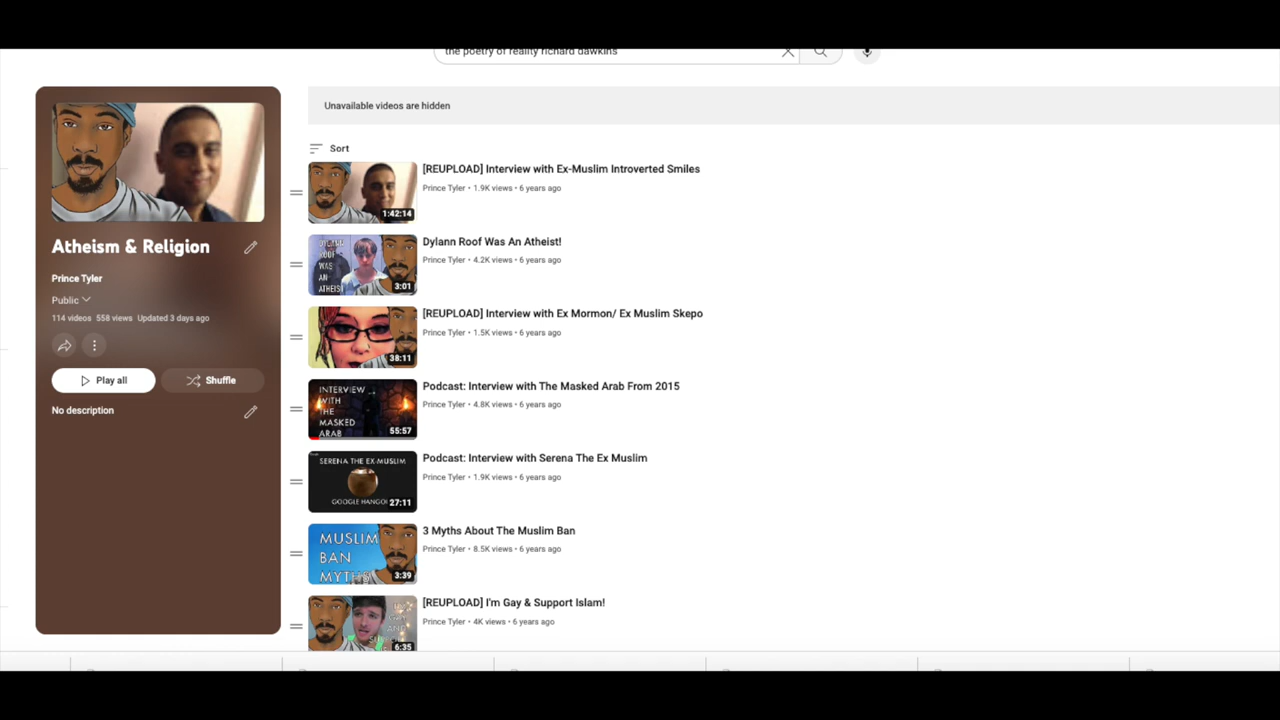 the poetry of reality richard dawkins
Unavailable videos are hidden
Sort
Atheism & Religion
Prince Tyler
Public
114 videos 558 views Updated 3 days ago
Play all
Shuffle
No description
[REUPLOAD] Interview with Ex-Muslim Introverted Smiles
Prince Tyler • 1.9K views • 6 years ago
1:42:14
DYLANN
ROOF
WAS
AN
ATHEIST
3:01
Dylann Roof Was An Atheist!
Prince Tyler • 4.2K views • 6 years ago
38:11
[REUPLOAD] Interview with Ex Mormon/ Ex Muslim Skepo
Prince Tyler • 1.5K views • 6 years ago
INTERVIEW
WITH
THE
MASKED
ARAB
55:57
Podcast: Interview with The Masked Arab From 2015
Prince Tyler • 4.8K views • 6 years ago
SERENA THE EX-MUSLIM
GOOGLE HANGO
27:11
Podcast: Interview with Serena The Ex Muslim
Prince Tyler • 1.9K views • 6 years ago
MUSLIM
BAN
MYTHS
3:39
3 Myths About The Muslim Ban
Prince Tyler • 8.5K views • 6 years ago
6:35
[REUPLOAD] I'm Gay & Support Islam!
Prince Tyler • 4K views • 6 years ago